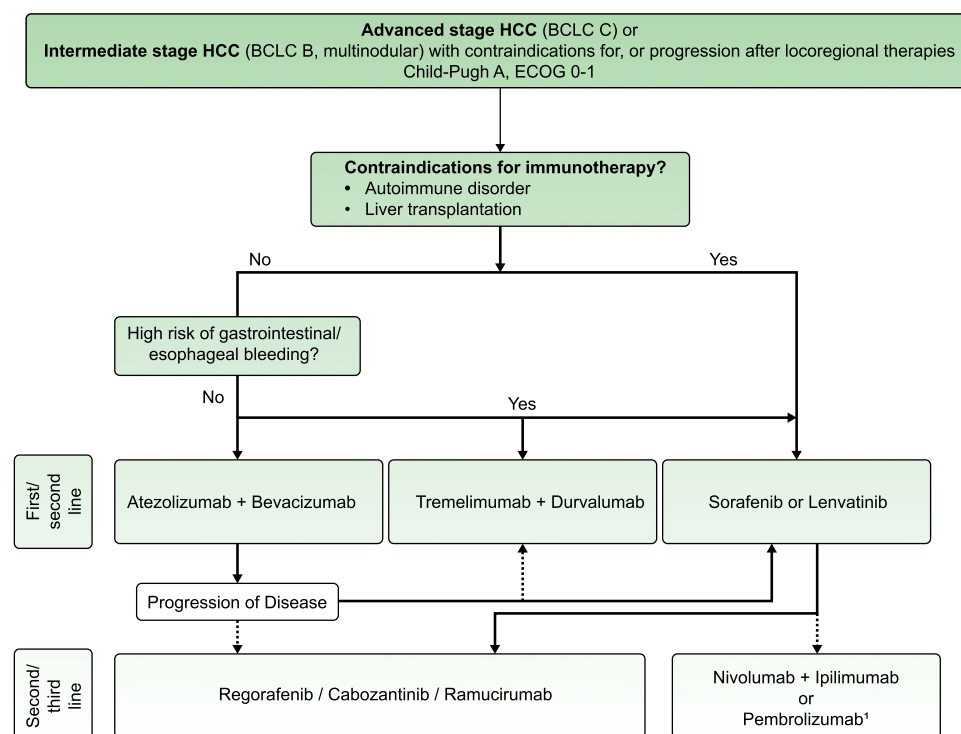 Advanced stage HCC (BCLC C) or
Intermediate stage HCC (BCLC B, multinodular) with contraindications for, or progression after locoregional therapies
Child-Pugh A, ECOG 0-1
Contraindications for immunotherapy?
• Autoimmune disorder
• Liver transplantation
No
Yes
High risk of gastrointestinal/
esophageal bleeding?
No
Yes
First/
second
line
Atezolizumab + Bevacizumab
Tremelimumab + Durvalumab
Sorafenib or Lenvatinib
Progression of Disease
Second/
third
line
Regorafenib / Cabozantinib / Ramucirumab
Nivolumab + Ipilimumab
or
Pembrolizumab¹